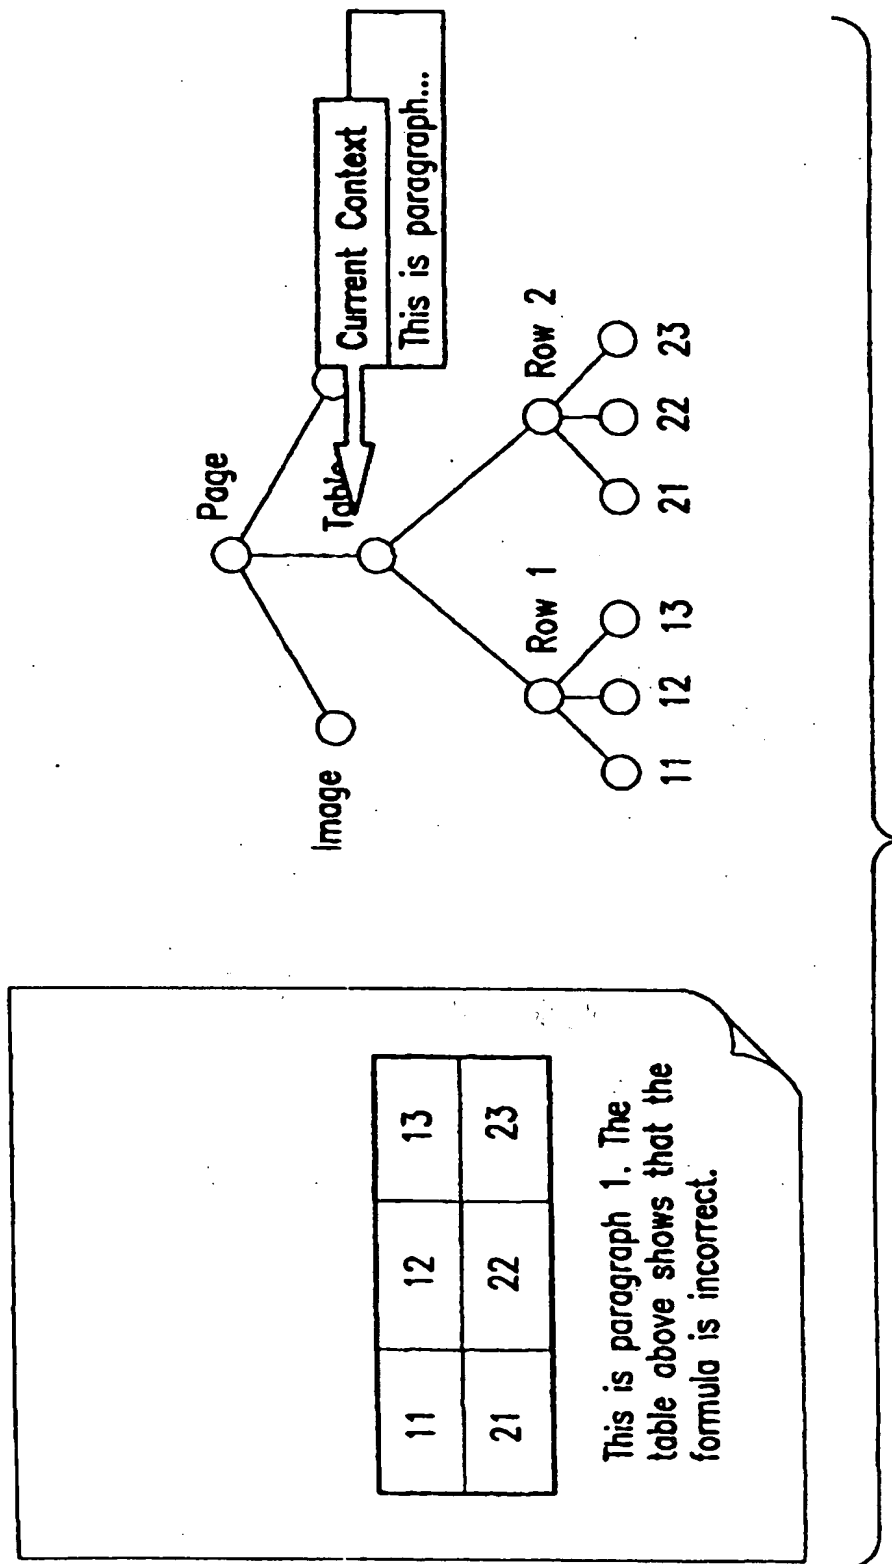 11 12 13
21 22 23
This is paragraph 1. The
table above shows that the
formula is incorrect.
Page
Image
Current Context
This is paragraph...
Row 1
Row 2
11 12 13 21 22 23